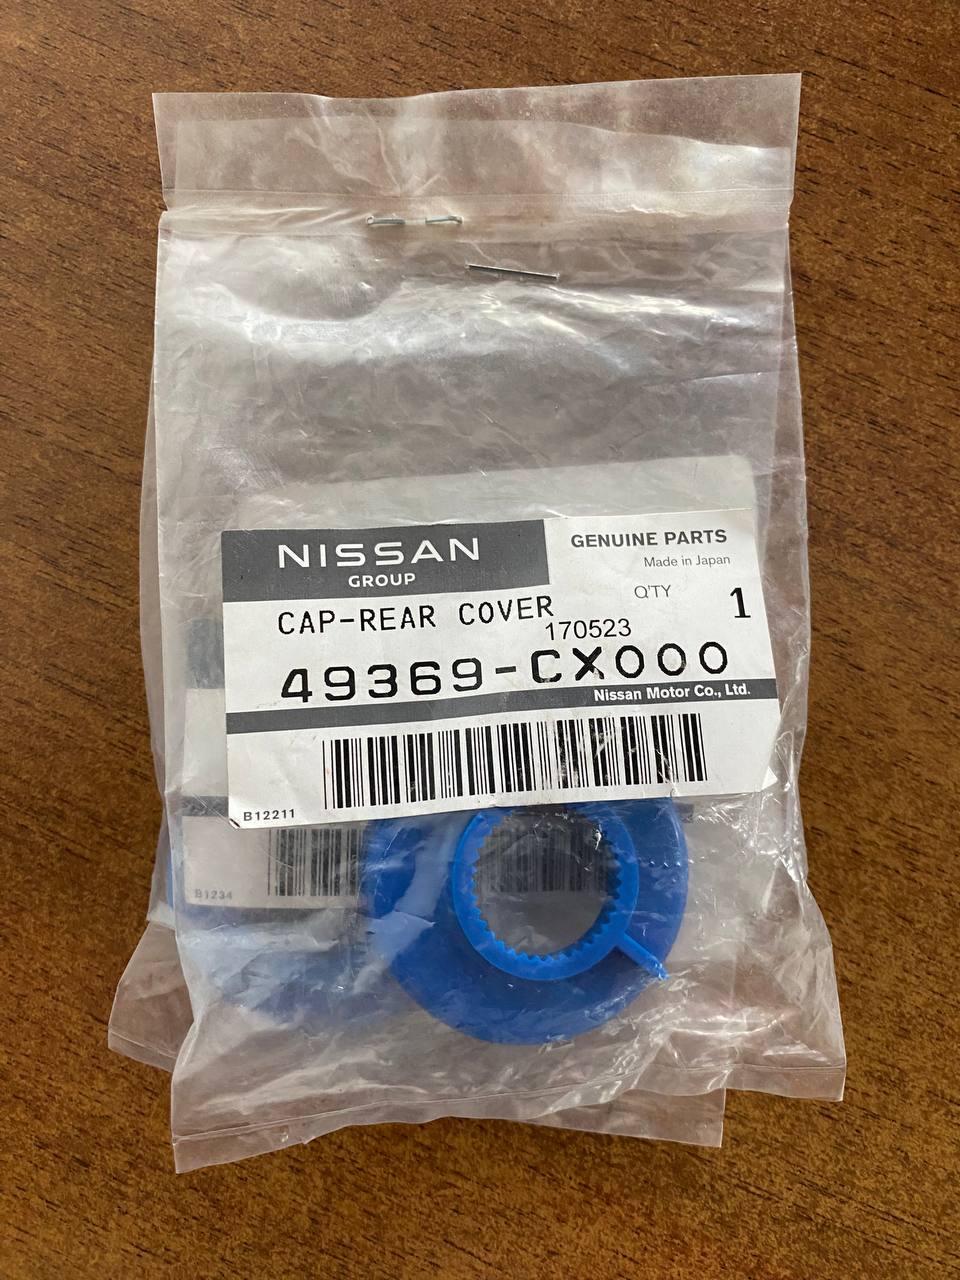 NISSAN
GROUP
GENUINE PARTS
Made in Japan
Q'TY 1
CAP-REAR COVER
170523
49369-CX000
Nissan Motor Co., Ltd.
B12211
B1234